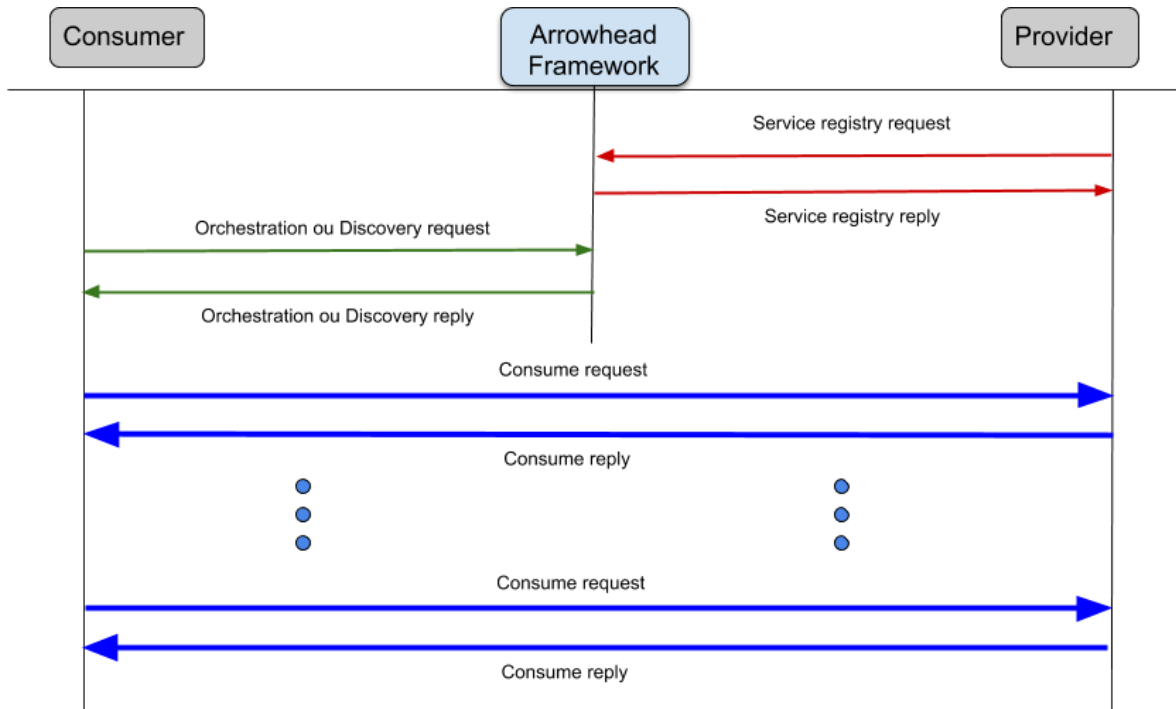 Consumer
Arrowhead
Framework
Provider
Service registry request
Service registry reply
Orchestration ou Discovery request
Orchestration ou Discovery reply
Consume request
Consume reply
Consume request
Consume reply